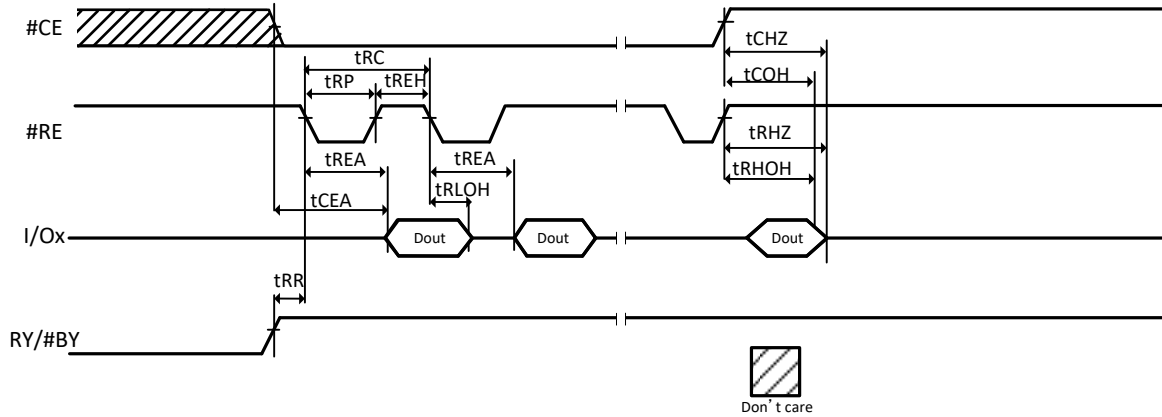 #CE
tCHZ
tRC
tCOH
tRP
tREH
#RE
tRHZ
tREA
tREA
tRHOH
tRLOH
tCEA
I/Ox
Dout
Dout
Dout
tRR
RY/#BY
Don't care